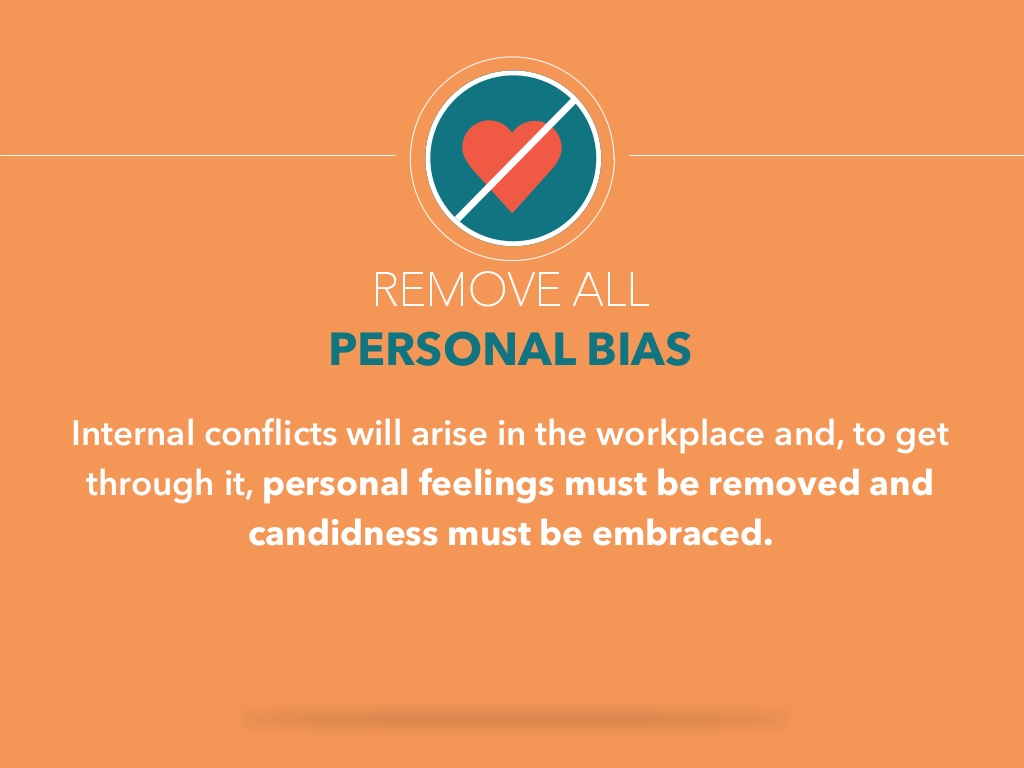 REMOVE ALL
PERSONAL BIAS
Internal conflicts will arise in the workplace and, to get
through it, personal feelings must be removed and
candidness must be embraced.